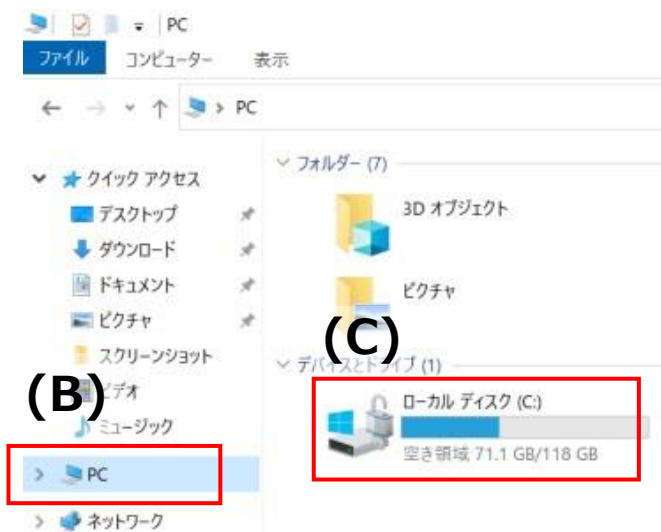 PC
ファイル コンピューター 表示
PC
クイック アクセス
デスクトップ
ダウンロード
ドキュメント
ピクチャ
スクリーンショット
(B)
ビデオ
ミュージック
PC
ネットワーク
フォルダー (7)
3D オブジェクト
ピクチャ
(C)
デバイスとドライブ (1)
ローカル ディスク (C:)
空き領域 71.1 GB/118 GB